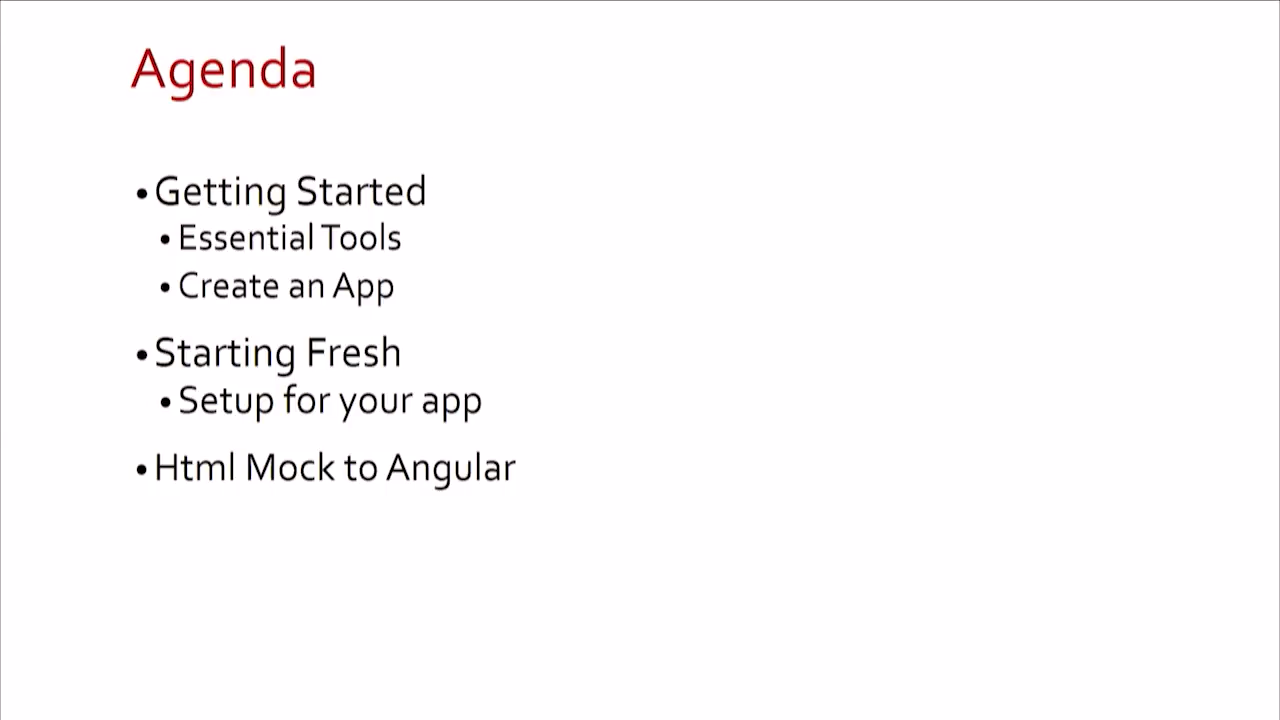 Agenda
• Getting Started
• Essential Tools
• Create an App
• Starting Fresh
• Setup for your app
• Html Mock to Angular